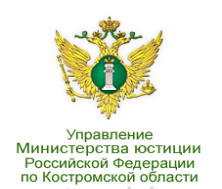 Управление
Министерства юстиции
Российской Федерации
по Костромской области